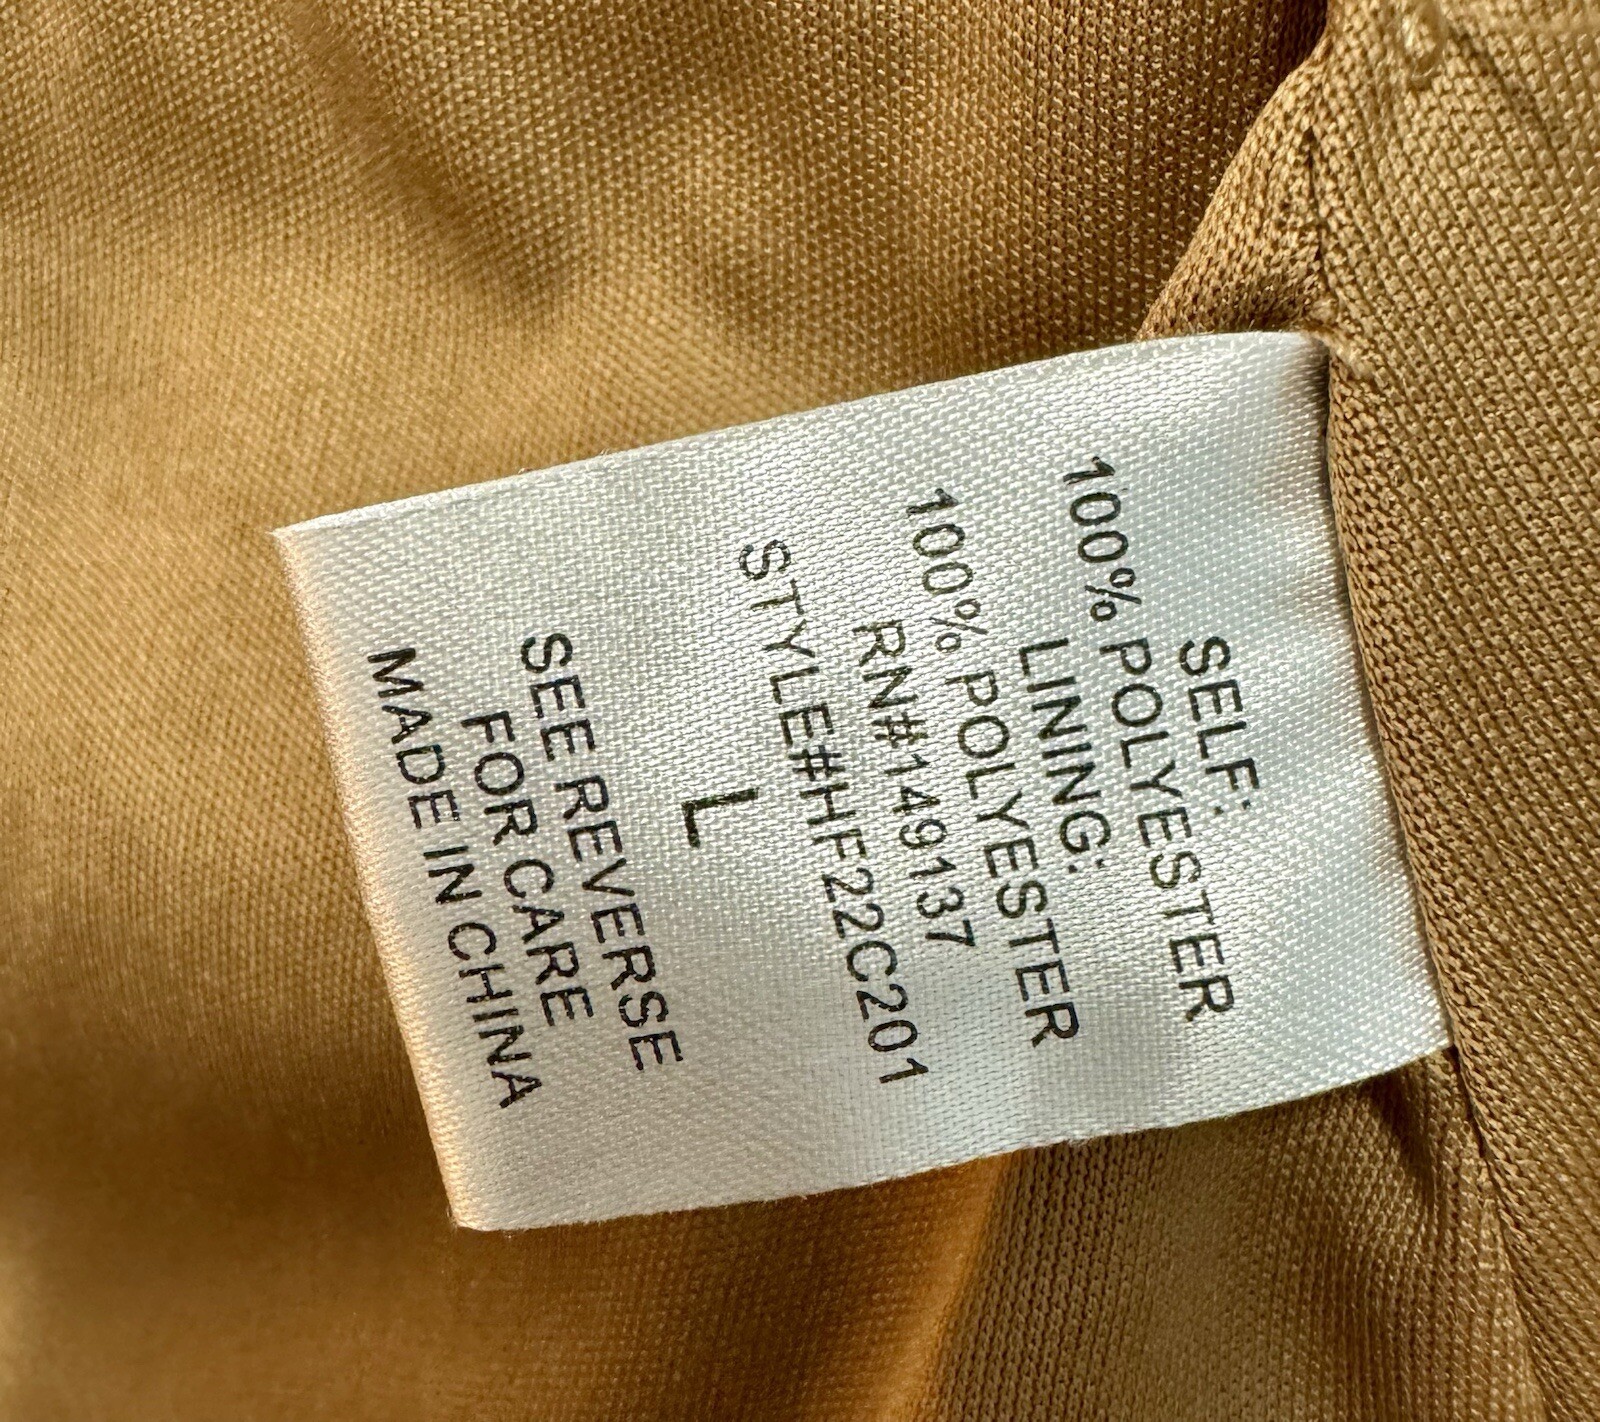 SELF:
100% POLYESTER
LINING:
100% POLYESTER
RN#149137
STYLE#HF22C201
L
SEE REVERSE
FOR CARE
MADE IN CHINA